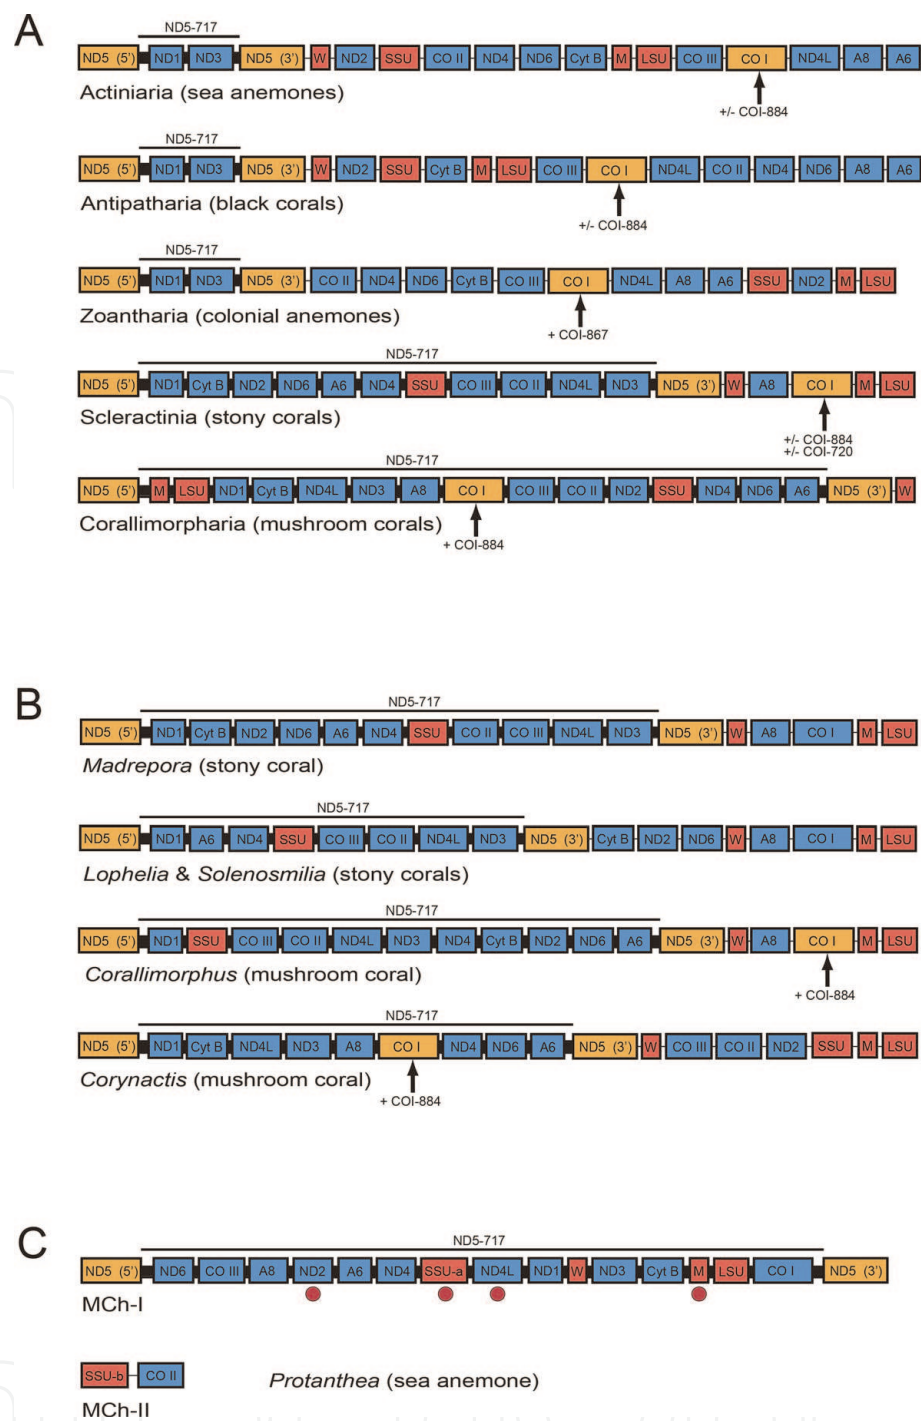 A
ND5-717
ND5 (5') ND1 ND3 ND5 (3') W ND2 SSU CO II ND4 ND6 Cyt B M LSU CO III CO I ND4L A8 A6
Actiniaria (sea anemones)
+/- COI-884
ND5-717
ND5 (5') ND1 ND3 ND5 (3') W ND2 SSU Cyt B M LSU CO III CO I ND4L CO II ND4 ND6 A8 A6
Antipatharia (black corals)
+/- COI-884
ND5-717
ND5 (5') ND1 ND3 ND5 (3') CO II ND4 ND6 Cyt B CO III CO I ND4L A8 A6 SSU ND2 M LSU
Zoantharia (colonial anemones)
+ COI-867
ND5-717
ND5 (5') ND1 Cyt B ND2 ND6 A6 ND4 SSU CO III CO II ND4L ND3 ND5 (3') W A8 CO I M LSU
Scleractinia (stony corals)
+/- COI-884
+/- COI-720
ND5-717
ND5 (5') M LSU ND1 Cyt B ND4L ND3 A8 CO I CO III CO II ND2 SSU ND4 ND6 A6 ND5 (3') W
Corallimorpharia (mushroom corals)
+ COI-884
B
ND5-717
ND5 (5') ND1 Cyt B ND2 ND6 A6 ND4 SSU CO II CO III ND4L ND3 ND5 (3') W A8 CO I M LSU
Madrepora (stony coral)
ND5-717
ND5 (5') ND1 A6 ND4 SSU CO III CO II ND4L ND3 ND5 (3') Cyt B ND2 ND6 W A8 CO I M LSU
Lophelia & Solenosmilia (stony corals)
ND5-717
ND5 (5') ND1 SSU CO III CO II ND4L ND3 ND4 Cyt B ND2 ND6 A6 ND5 (3') W A8 CO I M LSU
Corallimorphus (mushroom coral)
+ COI-884
ND5-717
ND5 (5') ND1 Cyt B ND4L ND3 A8 CO I ND4 ND6 A6 ND5 (3') W CO III CO II ND2 SSU M LSU
Corynactis (mushroom coral)
+ COI-884
C
ND5-717
ND5 (5') ND6 CO III A8 ND2 A6 ND4 SSU-a ND4L ND1 W ND3 Cyt B M LSU CO I ND5 (3')
MCh-I
SSU-b CO II
Protanthea (sea anemone)
MCh-II